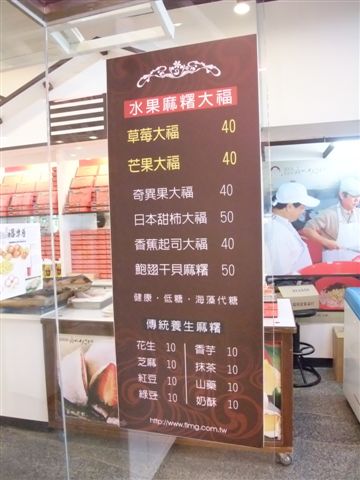 水果麻糬大福
草莓大福 40
芒果大福 40
奇異果大福 40
日本甜柿大福 50
香蕉起司大福 40
鮑翅干貝麻糬 50
健康·低糖·海藻代糖
傳統養生麻糬
花生 10 香芋 10
芝麻 10 抹茶 10
紅豆 10 山藥 10
綠豆 10 奶酥 10
http://www.tlmg.com.tw